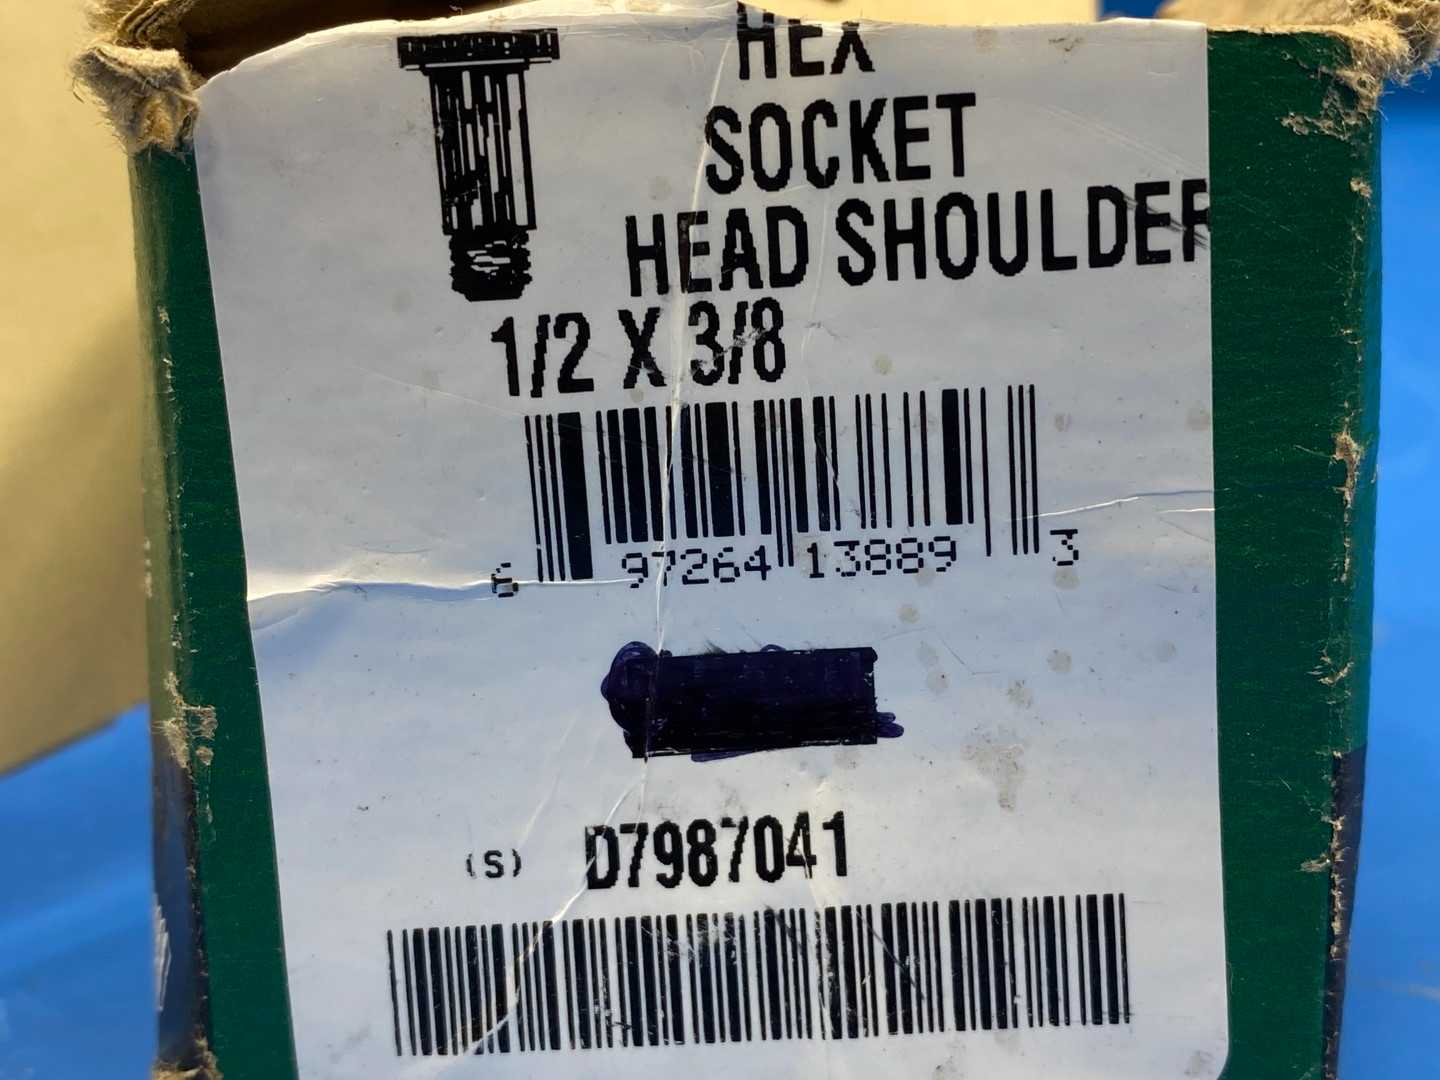 HEX
SOCKET
HEAD SHOULDER
1/2 X 3/8
6 97264 13889 3
(S) D7987041